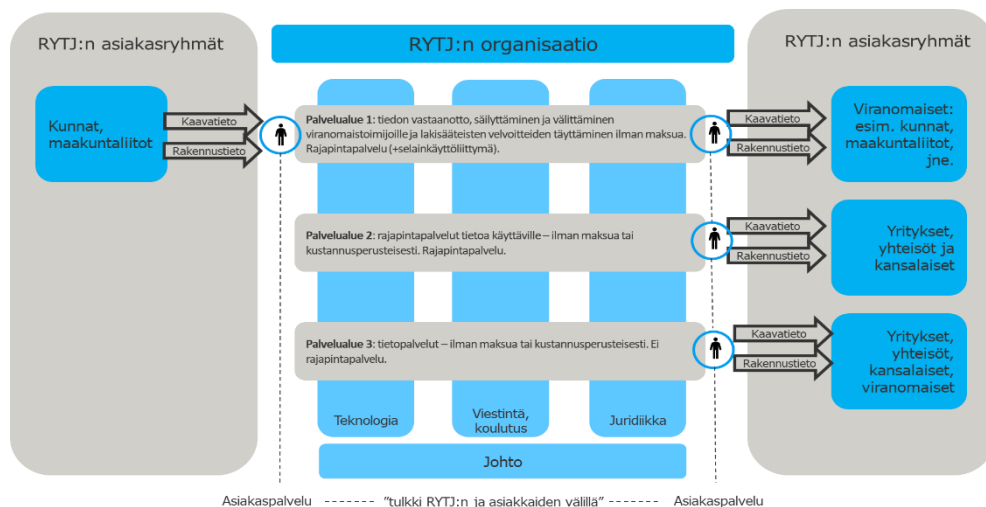 RYTJ:n asiakasryhmät
Kunnat,
maakuntaliitot
Kaavatieto
Rakennustieto
RYTJ:n organisaatio
Palvelualue 1: tiedon vastaanotto, säilyttäminen ja välittäminen
viranomaistoimijoille ja lakisääteisten velvoitteiden täyttäminen ilman maksua.
Rajapintapalvelu (+selainkäyttöliittymä).
Palvelualue 2: rajapintapalvelut tietoa käyttäville – ilman maksua tai
kustannusperusteisesti. Rajapintapalvelu.
Palvelualue 3: tietopalvelut – ilman maksua tai kustannusperusteisesti. Ei
rajapintapalvelu.
Teknologia
Viestintä,
koulutus
Juridiikka
Johto
RYTJ:n asiakasryhmät
Kaavatieto
Rakennustieto
Viranomaiset:
esim. kunnat,
maakuntaliitot,
jne.
Kaavatieto
Rakennustieto
Yritykset,
yhteisöt ja
kansalaiset
Kaavatieto
Rakennustieto
Yritykset,
yhteisöt,
kansalaiset,
viranomaiset
Asiakaspalvelu ------- "tulkki RYTJ:n ja asiakkaiden välillä" ------- Asiakaspalvelu